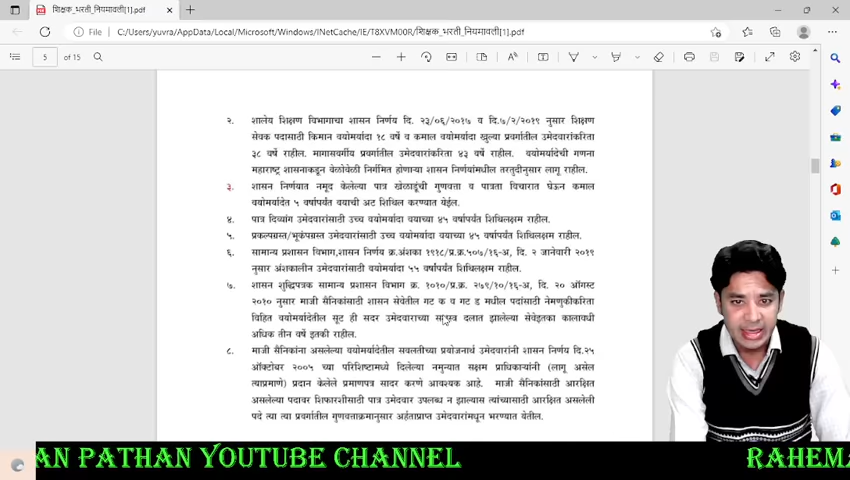 शिक्षक_भरती_नियमावली[1].pdf
File
C:/Users/yuvra/AppData/Local/Microsoft/Windows/INetCache/IE/T8XVM00R/शिक्षक_भरती_नियमावली[1].pdf
5 of 15
२. शालेय शिक्षण विभागाचा शासन निर्णय दि. २३/०६/२०१७ व दि.७/२/२०१९ नुसार शिक्षण
सेवक पदासाठी किमान वयोमर्यादा १८ वर्षे व कमाल वयोमर्यादा खुल्या प्रवर्गातील उमेदवारांकरिता
३८ वर्षे राहील. मागासवर्गीय प्रवर्गातील उमेदवारांकरिता ४३ वर्षे राहील. वयोमर्यादेची गणना
महाराष्ट्र शासनाकडून वेळोवेळी निर्गमित होणाऱ्या शासन निर्णयांमधील तरतुदीनुसार लागू राहील.
३. शासन निर्णयात नमूद केलेल्या पात्र खेळाडूंची गुणवत्ता व पात्रता विचारात घेऊन कमाल
वयोमर्यादेत ५ वर्षापर्यंत वयाची अट शिथिल करण्यात येईल.
४. पात्र दिव्यांग उमेदवारांसाठी उच्च वयोमर्यादा वयाच्या ४५ वर्षापर्यंत शिथिलक्षम राहील.
५. प्रकल्पग्रस्त/भूकंपग्रस्त उमेदवारांसाठी उच्च वयोमर्यादा वयाच्या ४५ वर्षापर्यंत शिथिलक्षम राहील.
६. सामान्य प्रशासन विभाग,शासन निर्णय क्र.अंशका १९१८/प्र.क्र.५०७/१६-अ, दि. २ जानेवारी २०१९
नुसार अंशकालीन उमेदवारांसाठी वयोमर्यादा ५५ वर्षापर्यंत शिथिलक्षम राहील.
७. शासन शुद्धिपत्रक सामान्य प्रशासन विभाग क्र. १०१०/प्र.क्र. २७९/१०/१६-अ, दि. २० ऑगस्ट
२०१० नुसार माजी सैनिकांसाठी शासन सेवेतील गट क व गट ड मधील पदांसाठी नेमणुकीकरिता
विहित वयोमर्यादेतील सूट ही सदर उमेदवाराच्या सशस्त्र दलात झालेल्या सेवेइतका कालावधी
अधिक तीन वर्षे इतकी राहील.
८. माजी सैनिकांना असलेल्या वयोमर्यादेतील सवलतीच्या प्रयोजनार्थ उमेदवारांनी शासन निर्णय दि.२५
ऑक्टोबर २००५ च्या परिशिष्टामध्ये दिलेल्या नमुन्यात सक्षम प्राधिकाऱ्यांनी (लागू असेल
त्याप्रमाणे) प्रदान केलेले प्रमाणपत्र सादर करणे आवश्यक आहे. माजी सैनिकांसाठी आरक्षित
असलेल्या पदावर शिफारशीसाठी पात्र उमेदवार उपलब्ध न झाल्यास त्यांच्यासाठी आरक्षित असलेली
पदे त्या त्या प्रवर्गातील गुणवत्ताक्रमानुसार अर्हताप्राप्त उमेदवारांमधून भरण्यात येतील.
AN PATHAN YOUTUBE CHANNEL RAHEMA